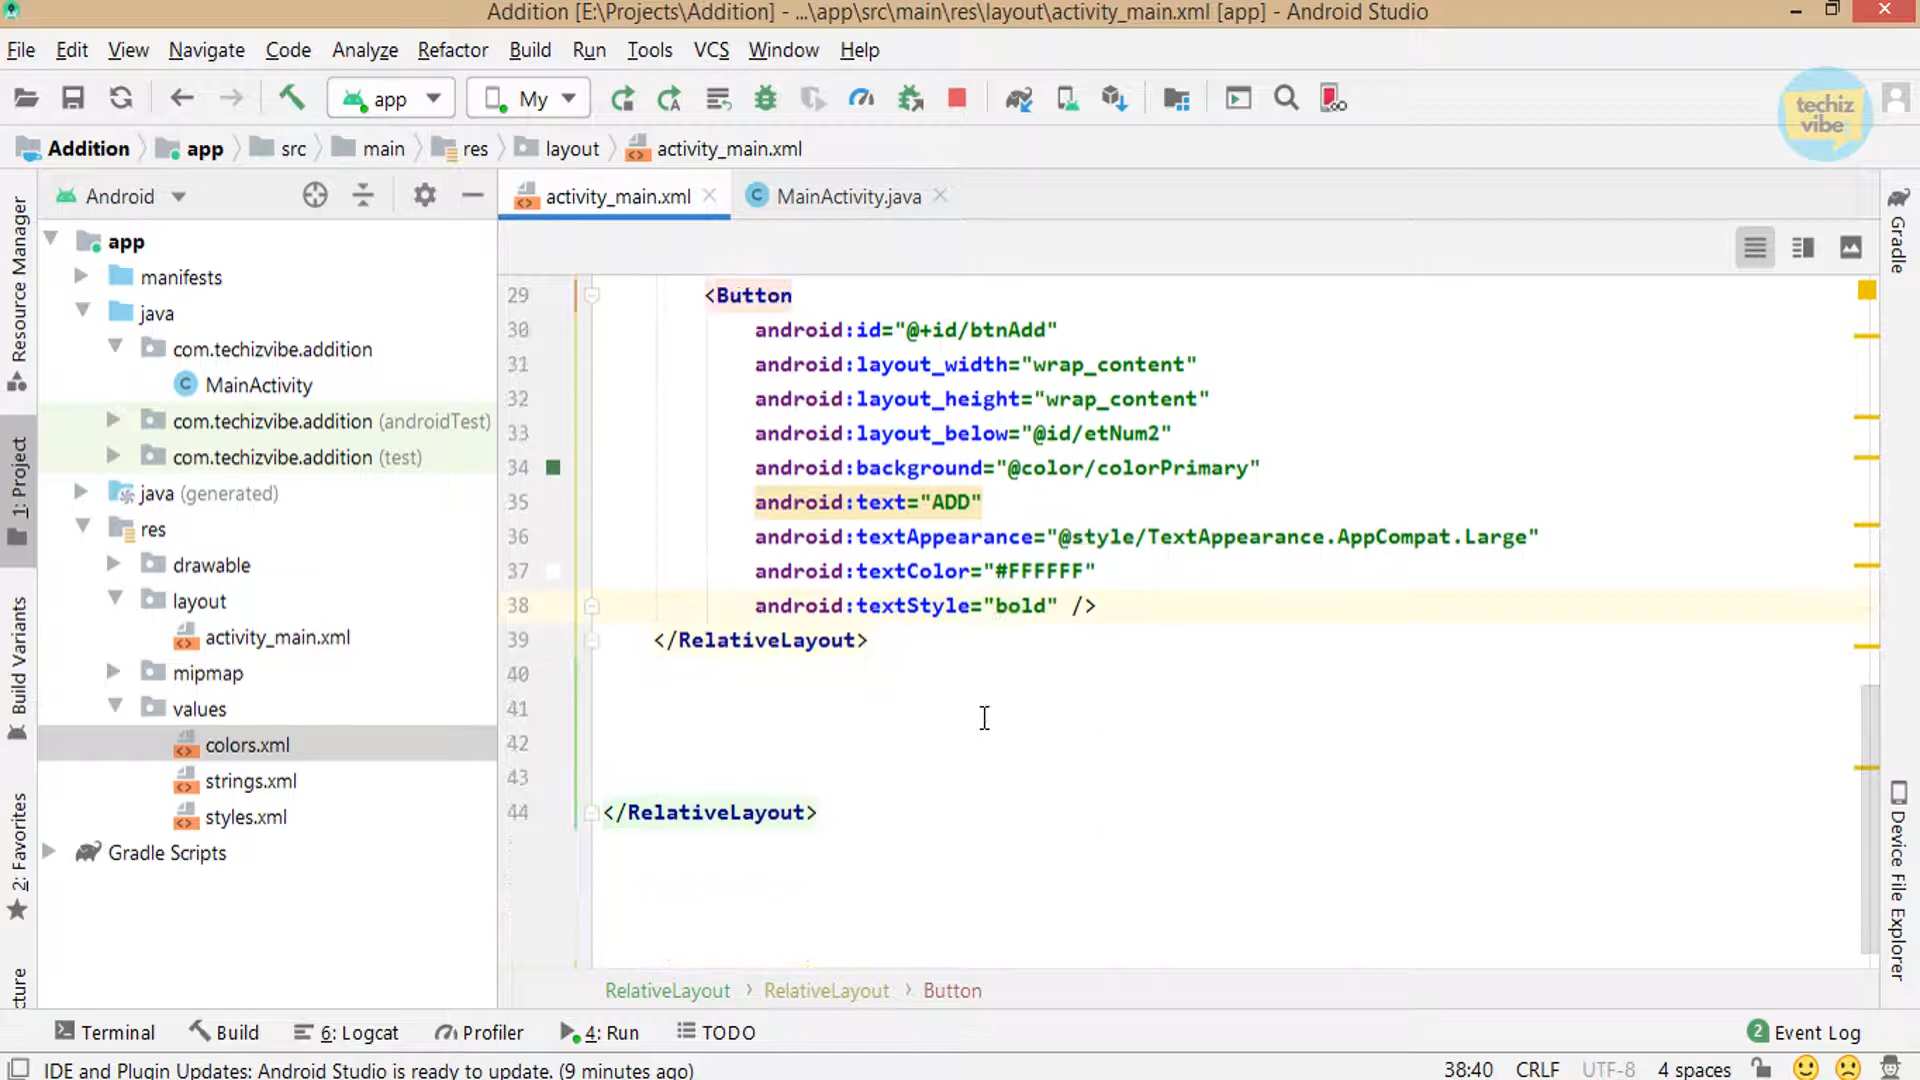 Addition [E:\Projects\Addition] - ...\app\src\main\res\layout\activity_main.xml [app] - Android Studio
File Edit View Navigate Code Analyze Refactor Build Run Tools VCS Window Help
app My
techiz
vibe
Addition app src main res layout activity_main.xml
Android
activity_main.xml MainActivity.java
Resource Manager
1: Project
Build Variants
2: Favorites
cture
app
manifests
java
com.techizvibe.addition
MainActivity
com.techizvibe.addition (androidTest)
com.techizvibe.addition (test)
java (generated)
res
drawable
layout
activity_main.xml
mipmap
values
colors.xml
strings.xml
styles.xml
Gradle Scripts
29 <Button
30 android:id="@+id/btnAdd"
31 android:layout_width="wrap_content"
32 android:layout_height="wrap_content"
33 android:layout_below="@id/etNum2"
34 android:background="@color/colorPrimary"
35 android:text="ADD"
36 android:textAppearance="@style/TextAppearance.AppCompat.Large"
37 android:textColor="#FFFFFF"
38 android:textStyle="bold" />
39 </RelativeLayout>
40
41
42
43
44 </RelativeLayout>
RelativeLayout › RelativeLayout › Button
Gradle
Device File Explorer
Terminal Build 6: Logcat Profiler 4: Run TODO 2 Event Log
IDE and Plugin Updates: Android Studio is ready to update. (9 minutes ago) 38:40 CRLF UTF-8 4 spaces